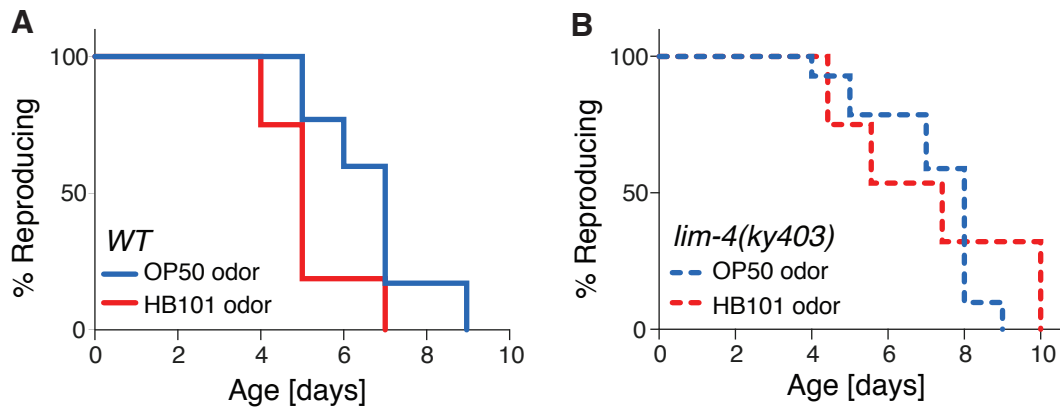 A
% Reproducing
100
50
0
WT
OP50 odor
HB101 odor
0 2 4 6 8 10
Age [days]
B
% Reproducing
100
50
0
lim-4(ky403)
OP50 odor
HB101 odor
0 2 4 6 8 10
Age [days]